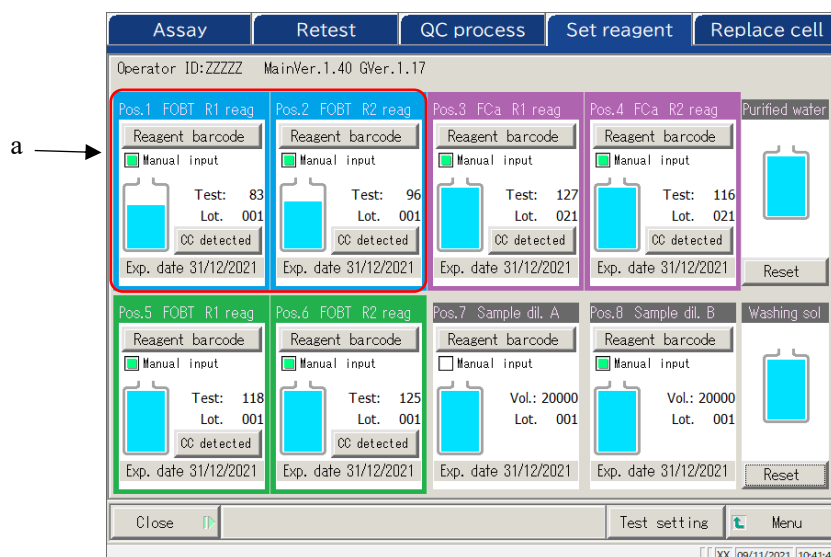 Assay Retest QC process Set reagent Replace cell
Operator ID:ZZZZZ MainVer.1.40 GVer.1.17
a
Pos.1 FOBT R1 reag
Reagent barcode
Manual input
Test: 83
Lot. 001
CC detected
Exp. date 31/12/2021
Pos.2 FOBT R2 reag
Reagent barcode
Manual input
Test: 96
Lot. 001
CC detected
Exp. date 31/12/2021
Pos.3 FCa R1 reag
Reagent barcode
Manual input
Test: 127
Lot. 021
CC detected
Exp. date 31/12/2021
Pos.4 FCa R2 reag
Reagent barcode
Manual input
Test: 116
Lot. 021
CC detected
Exp. date 31/12/2021
Purified water
Reset
Pos.5 FOBT R1 reag
Reagent barcode
Manual input
Test: 118
Lot. 001
CC detected
Exp. date 31/12/2021
Pos.6 FOBT R2 reag
Reagent barcode
Manual input
Test: 125
Lot. 001
CC detected
Exp. date 31/12/2021
Pos.7 Sample dil. A
Reagent barcode
Manual input
Vol.: 20000
Lot. 001
Exp. date 31/12/2021
Pos.8 Sample dil. B
Reagent barcode
Manual input
Vol.: 20000
Lot. 001
Exp. date 31/12/2021
Washing sol
Reset
Close Test setting Menu
XX 09/11/2021 10:43:4